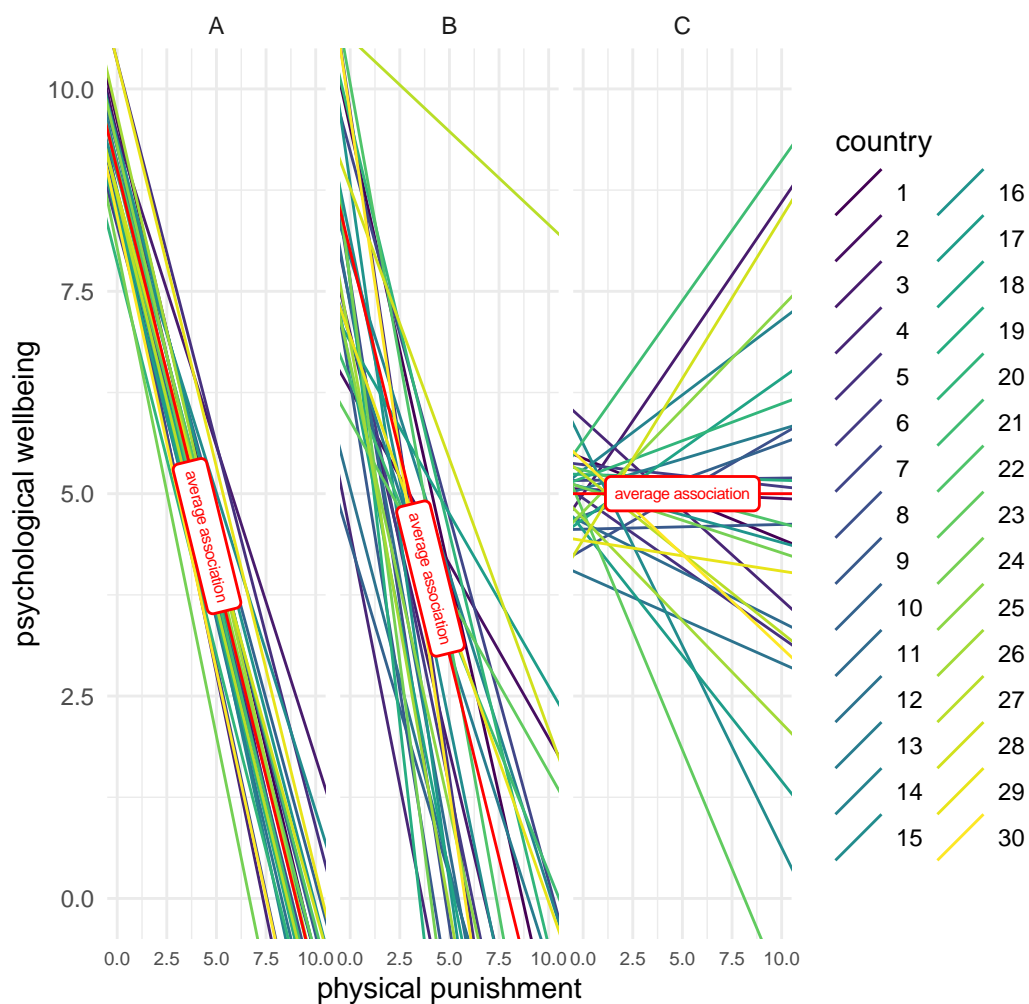 A B C
psychological wellbeing
10.0
7.5
5.0
2.5
0.0
average association
average association
average association
0.0 2.5 5.0 7.5 10.0 2.5 5.0 7.5 10.0 0.0 2.5 5.0 7.5 10.0
physical punishment
country
1 16
2 17
3 18
4 19
5 20
6 21
7 22
8 23
9 24
10 25
11 26
12 27
13 28
14 29
15 30